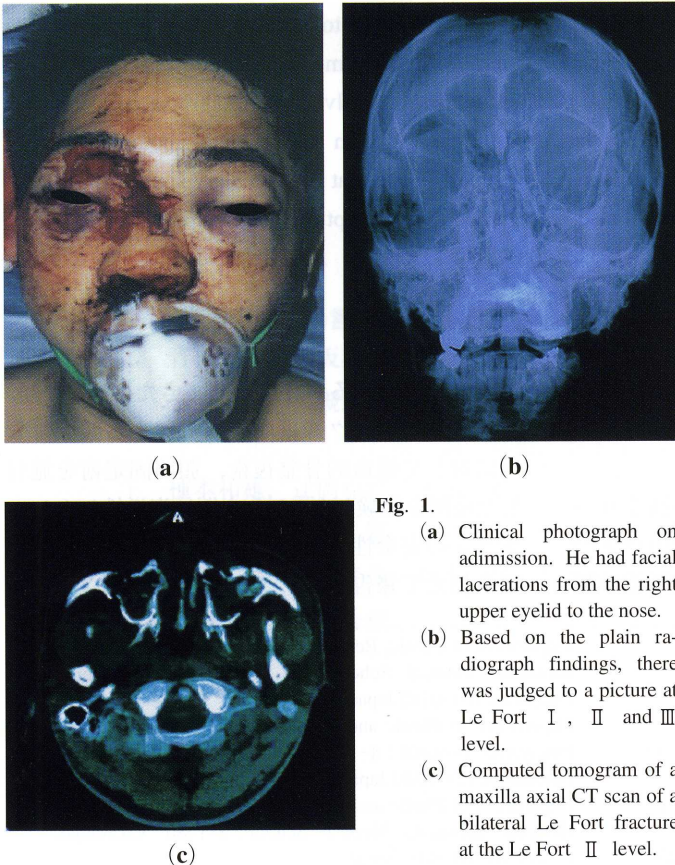 (a)
(b)
A
(c)
Fig. 1.
(a) Clinical photograph on
adimission. He had facial
lacerations from the right
upper eyelid to the nose.
(b) Based on the plain ra-
diograph findings, there
was judged to a picture at
Le Fort Ⅰ, Ⅱ and Ⅲ
level.
(c) Computed tomogram of a
maxilla axial CT scan of a
bilateral Le Fort fracture
at the Le Fort Ⅱ level.